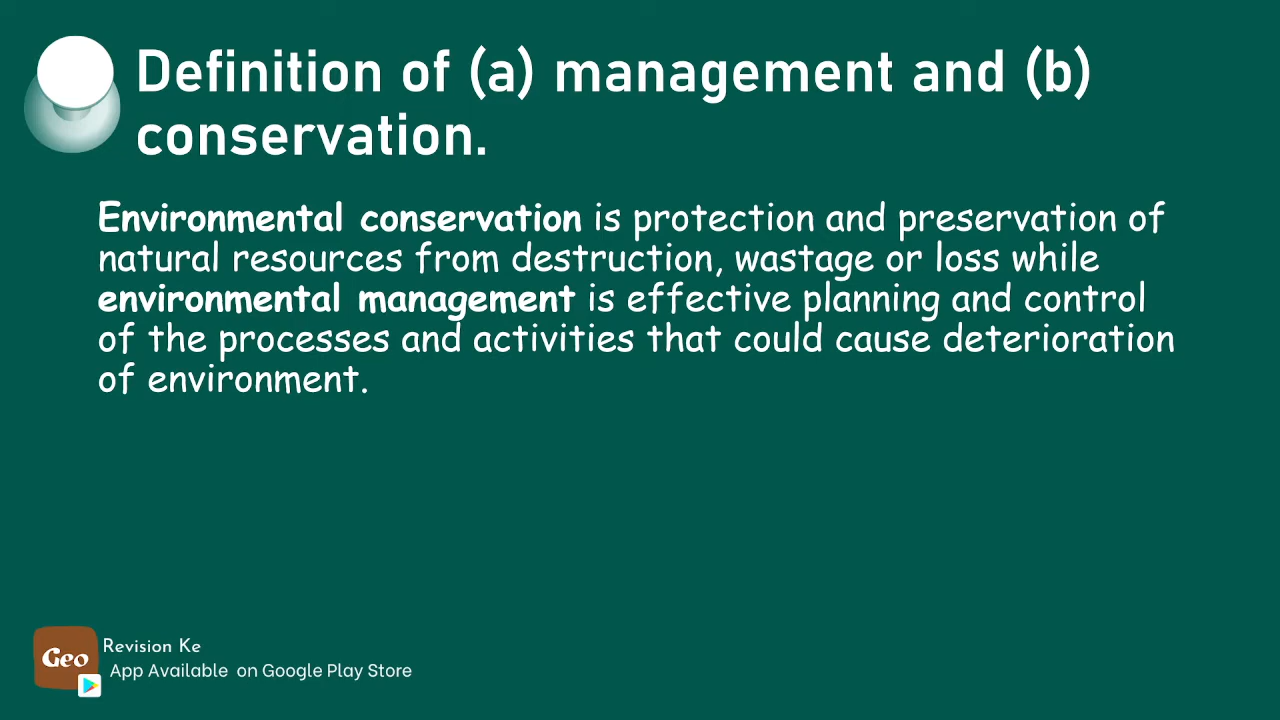 Definition of (a) management and (b)
conservation.
Environmental conservation is protection and preservation of
natural resources from destruction, wastage or loss while
environmental management is effective planning and control
of the processes and activities that could cause deterioration
of environment.
Geo
Revision Ke
App Available on Google Play Store